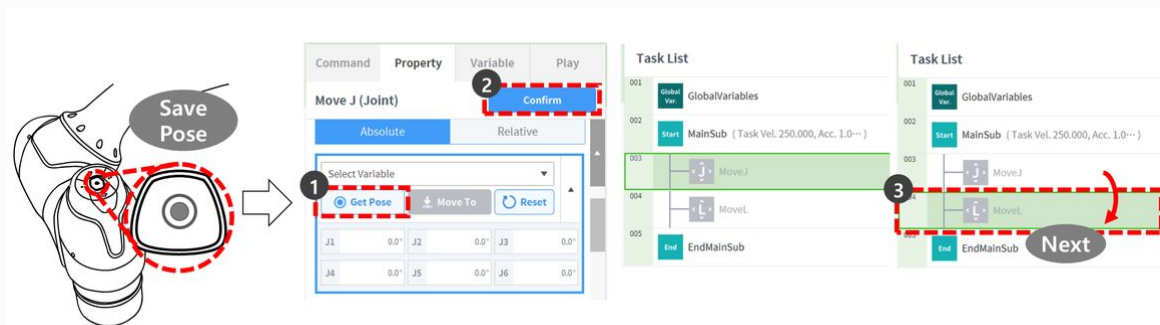 Save
Pose
Command Property Variable Play
2
Move J (Joint) Confirm
Absolute Relative
Select Variable
1
Get Pose Move To Reset
J1 0.0° J2 0.0° J3 0.0°
J4 0.0° J5 0.0° J6 0.0°
Task List
001
Global
Var. GlobalVariables
002
Start MainSub (Task Vel. 250.000, Acc. 1.0⋯)
003
J MoveJ
004
L MoveL
005
End EndMainSub
Task List
001
Global
Var. GlobalVariables
002
Start MainSub (Task Vel. 250.000, Acc. 1.0⋯)
003
J MoveJ
3
L MoveL
End EndMainSub
Next